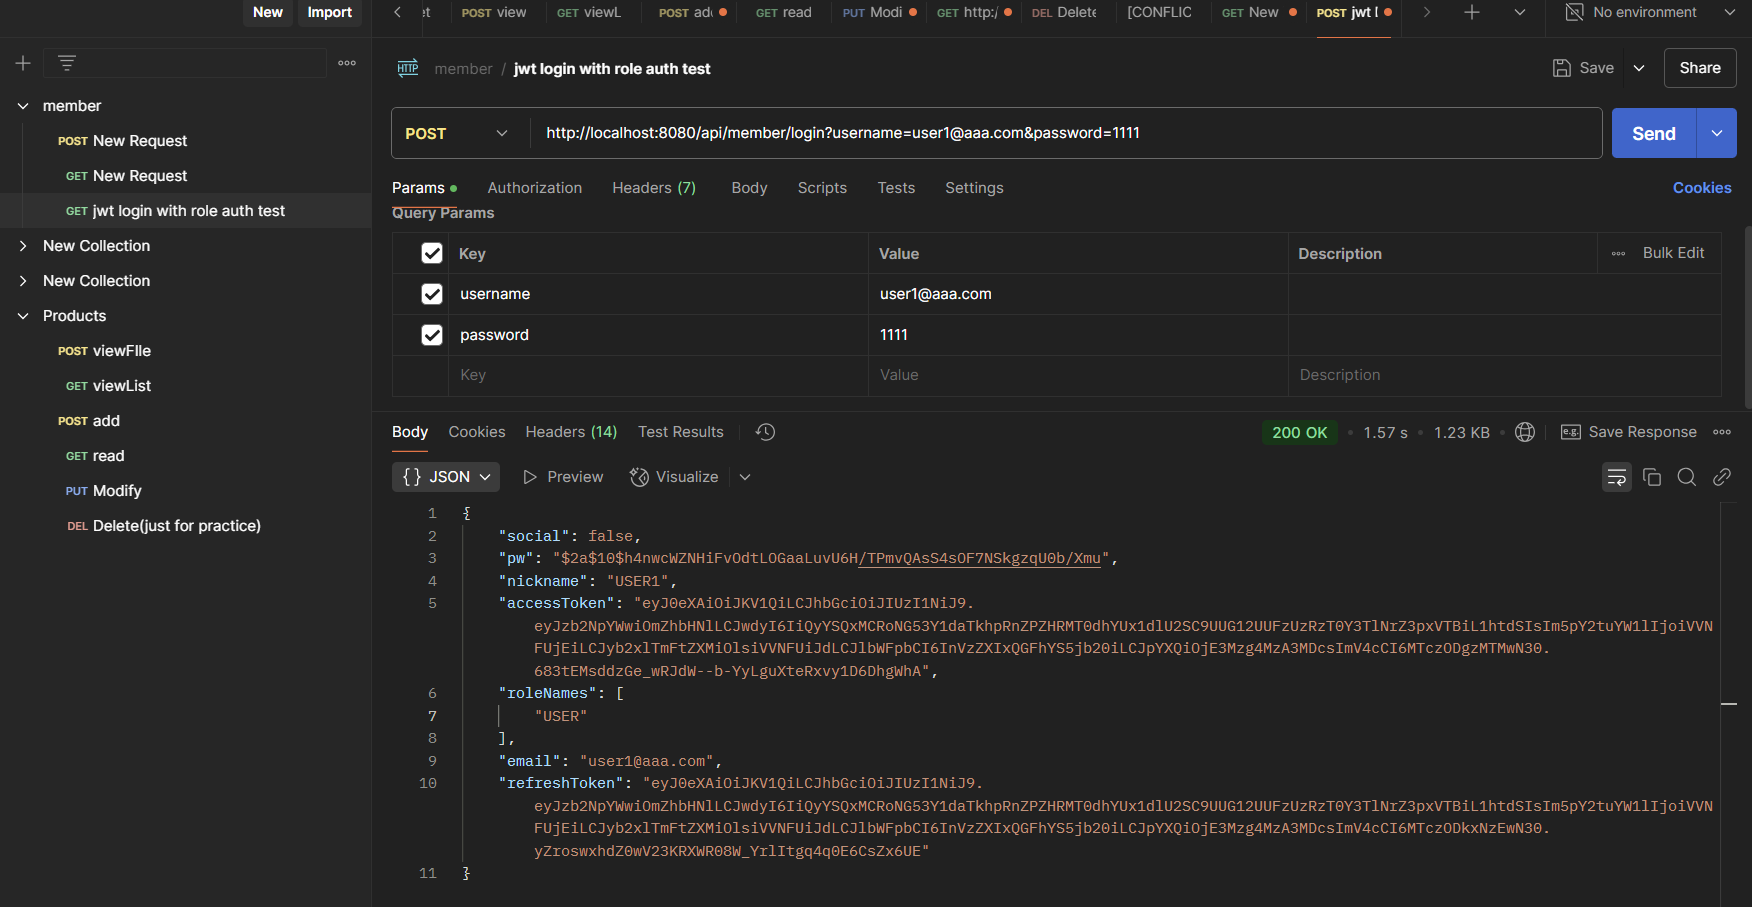 New Import
et POST view GET viewL POST add GET read PUT Modi GET http:/ DEL Delete [CONFLIC GET New POST jwt l No environment
member / jwt login with role auth test Save Share
member
POST New Request
GET New Request
GET jwt login with role auth test
New Collection
New Collection
Products
POST viewFIle
GET viewList
POST add
GET read
PUT Modify
DEL Delete(just for practice)
POST http://localhost:8080/api/member/login?username=user1@aaa.com&password=1111 Send
Params Authorization Headers (7) Body Scripts Tests Settings Cookies
Query Params
Key Value Description Bulk Edit
username user1@aaa.com
password 1111
Key Value Description
Body Cookies Headers (14) Test Results 200 OK • 1.57 s • 1.23 KB • e.g. Save Response
{} JSON Preview Visualize
1 {
2 "social": false,
3 "pw": "$2a$10$h4nwcWZNHiFvOdtLOGaaLuvU6H/TPmvQAsS4sOF7NSkgzqU0b/Xmu",
4 "nickname": "USER1",
5 "accessToken": "eyJ0eXAiOiJKV1QiLCJhbGciOiJIUzI1NiJ9.
eyJzb2NpYWwiOmZhbHNlLCJwdyI6IiQyYSQxMCRoNG53Y1daTkhpRnZPZHRMT0dhYUx1dlU2SC9UUG12UUFzUzRzT0Y3TlNrZ3pxVTBiL1htdSIsIm5pY2tuYW1lIjoiVVN
FUjEiLCJyb2xlTmFtZXMiOlsiVVNFUiJdLCJlbWFpbCI6InVzZXIxQGFhYS5jb20iLCJpYXQiOjE3Mzg4MzA3MDcsImV4cCI6MTczODgzMTMwN30.
683tEMsddzGe_wRJdW--b-YyLguXteRxvy1D6DhgWhA",
6 "roleNames": [
7 "USER"
8 ],
9 "email": "user1@aaa.com",
10 "refreshToken": "eyJ0eXAiOiJKV1QiLCJhbGciOiJIUzI1NiJ9.
eyJzb2NpYWwiOmZhbHNlLCJwdyI6IiQyYSQxMCRoNG53Y1daTkhpRnZPZHRMT0dhYUx1dlU2SC9UUG12UUFzUzRzT0Y3TlNrZ3pxVTBiL1htdSIsIm5pY2tuYW1lIjoiVVN
FUjEiLCJyb2xlTmFtZXMiOlsiVVNFUiJdLCJlbWFpbCI6InVzZXIxQGFhYS5jb20iLCJpYXQiOjE3Mzg4MzA3MDcsImV4cCI6MTczODkxNzEwN30.
yZroswxhdZ0wV23KRXWR08W_YrlItgq4q0E6CsZx6UE"
11 }